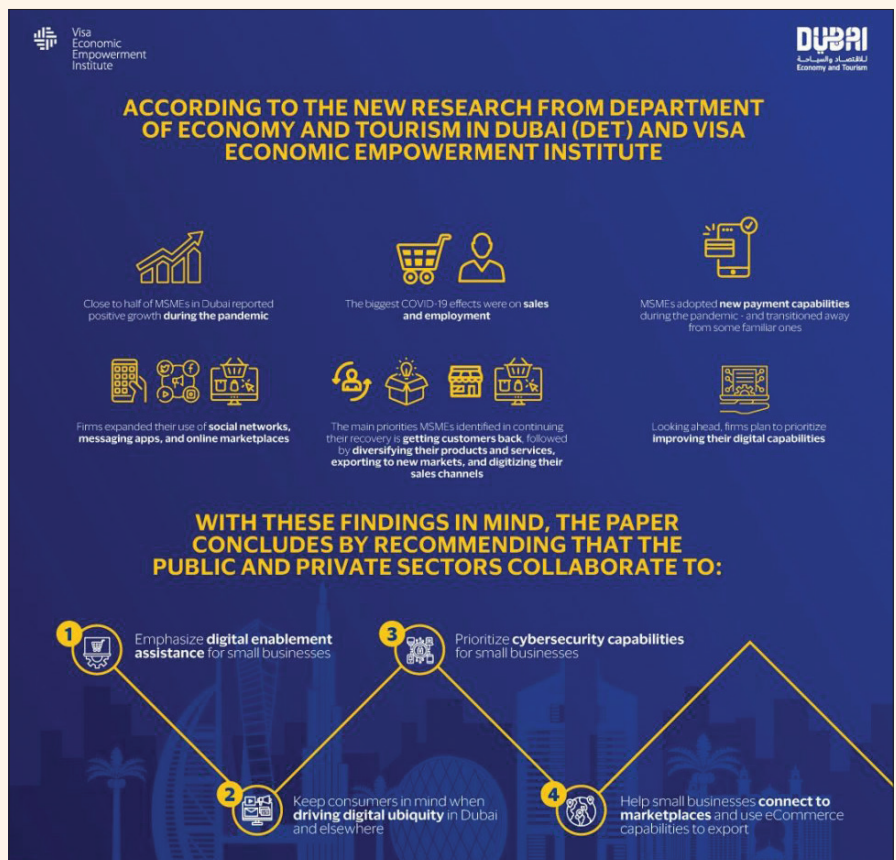 Visa
Economic
Empowerment
Institute
DUBAI
للاقتصاد والسياحة
Economy and Tourism
ACCORDING TO THE NEW RESEARCH FROM DEPARTMENT
OF ECONOMY AND TOURISM IN DUBAI (DET) AND VISA
ECONOMIC EMPOWERMENT INSTITUTE
Close to half of MSMEs in Dubai reported
positive growth during the pandemic
The biggest COVID-19 effects were on sales
and employment
MSMEs adopted new payment capabilities
during the pandemic - and transitioned away
from some familiar ones
Firms expanded their use of social networks,
messaging apps, and online marketplaces
The main priorities MSMEs identified in continuing
their recovery is getting customers back, followed
by diversifying their products and services,
exporting to new markets, and digitizing their
sales channels
Looking ahead, firms plan to prioritize
improving their digital capabilities
WITH THESE FINDINGS IN MIND, THE PAPER
CONCLUDES BY RECOMMENDING THAT THE
PUBLIC AND PRIVATE SECTORS COLLABORATE TO:
1
Emphasize digital enablement
assistance for small businesses
2
Keep consumers in mind when
driving digital ubiquity in Dubai
and elsewhere
3
Prioritize cybersecurity capabilities
for small businesses
4
Help small businesses connect to
marketplaces and use eCommerce
capabilities to export